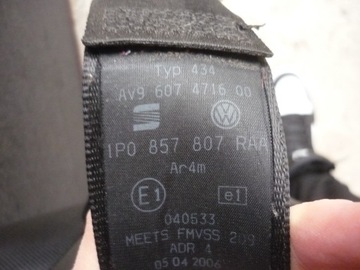 Typ 434
AV9 607 4716 00
1P0 857 807 RAA
Ar4m
E1 e1
040533
MEETS FMVSS 209
ADR 4
05 04 2006